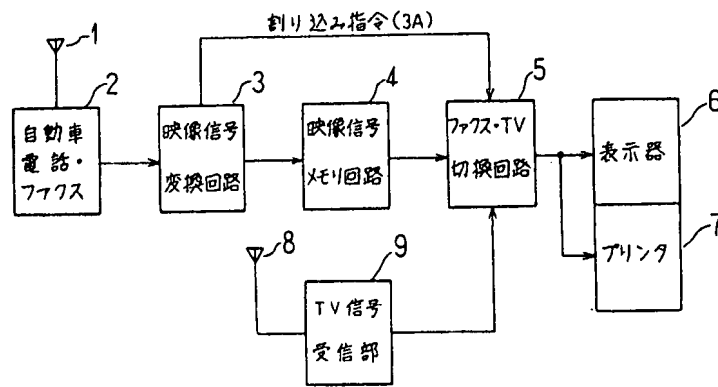 割り込み指令(3A)
1
2
自動車
電話・
ファクス
3
映像信号
変換回路
4
映像信号
メモリ回路
5
ファクス・TV
切換回路
6
表示器
7
プリンタ
8
9
TV信号
受信部